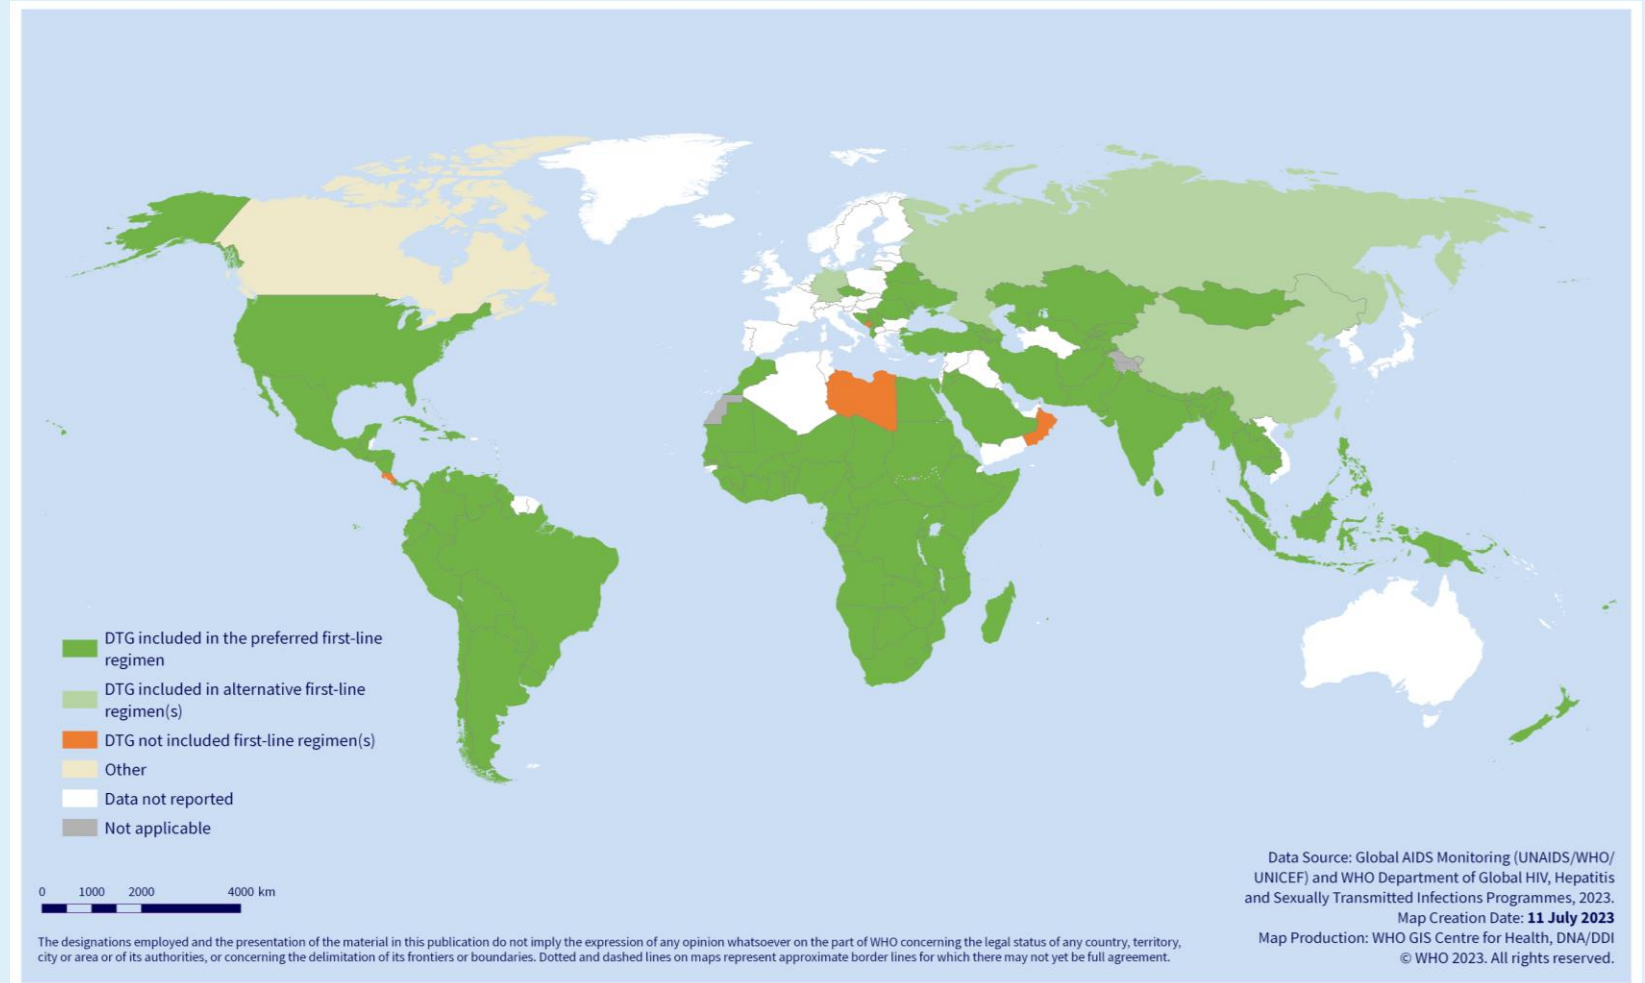 DTG included in the preferred first-line
regimen
DTG included in alternative first-line
regimen(s)
DTG not included first-line regimen(s)
Other
Data not reported
Not applicable
0 1000 2000 4000 km
The designations employed and the presentation of the material in this publication do not imply the expression of any opinion whatsoever on the part of WHO concerning the legal status of any country, territory,
city or area or of its authorities, or concerning the delimitation of its frontiers or boundaries. Dotted and dashed lines on maps represent approximate border lines for which there may not yet be full agreement.
Data Source: Global AIDS Monitoring (UNAIDS/WHO/
UNICEF) and WHO Department of Global HIV, Hepatitis
and Sexually Transmitted Infections Programmes, 2023.
Map Creation Date: 11 July 2023
Map Production: WHO GIS Centre for Health, DNA/DDI
© WHO 2023. All rights reserved.